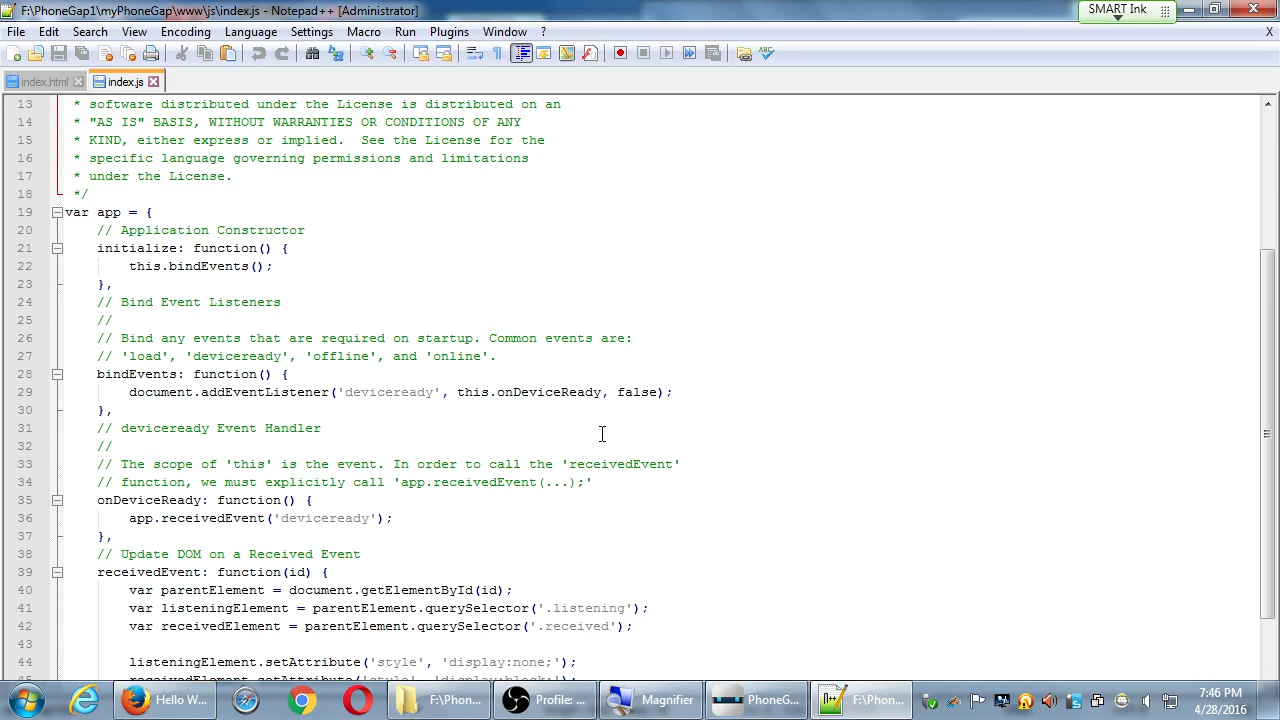 F:\PhoneGap1\myPhoneGap\www\js\index.js - Notepad++ [Administrator]
SMART Ink
File Edit Search View Encoding Language Settings Macro Run Plugins Window ? X
index.html index.js
13 * software distributed under the License is distributed on an
14 * "AS IS" BASIS, WITHOUT WARRANTIES OR CONDITIONS OF ANY
15 * KIND, either express or implied.  See the License for the
16 * specific language governing permissions and limitations
17 * under the License.
18 */
19 var app = {
20 // Application Constructor
21 initialize: function() {
22 this.bindEvents();
23 },
24 // Bind Event Listeners
25 //
26 // Bind any events that are required on startup. Common events are:
27 // 'load', 'deviceready', 'offline', and 'online'.
28 bindEvents: function() {
29 document.addEventListener('deviceready', this.onDeviceReady, false);
30 },
31 // deviceready Event Handler
32 //
33 // The scope of 'this' is the event. In order to call the 'receivedEvent'
34 // function, we must explicitly call 'app.receivedEvent(...);'
35 onDeviceReady: function() {
36 app.receivedEvent('deviceready');
37 },
38 // Update DOM on a Received Event
39 receivedEvent: function(id) {
40 var parentElement = document.getElementById(id);
41 var listeningElement = parentElement.querySelector('.listening');
42 var receivedElement = parentElement.querySelector('.received');
43
44 listeningElement.setAttribute('style', 'display:none;');
receivedElement.setAttribute('style', 'display:block;');
Hello W... F:\Phon... Profile: ... Magnifier PhoneG... F:\Phon... 7:46 PM
4/28/2016